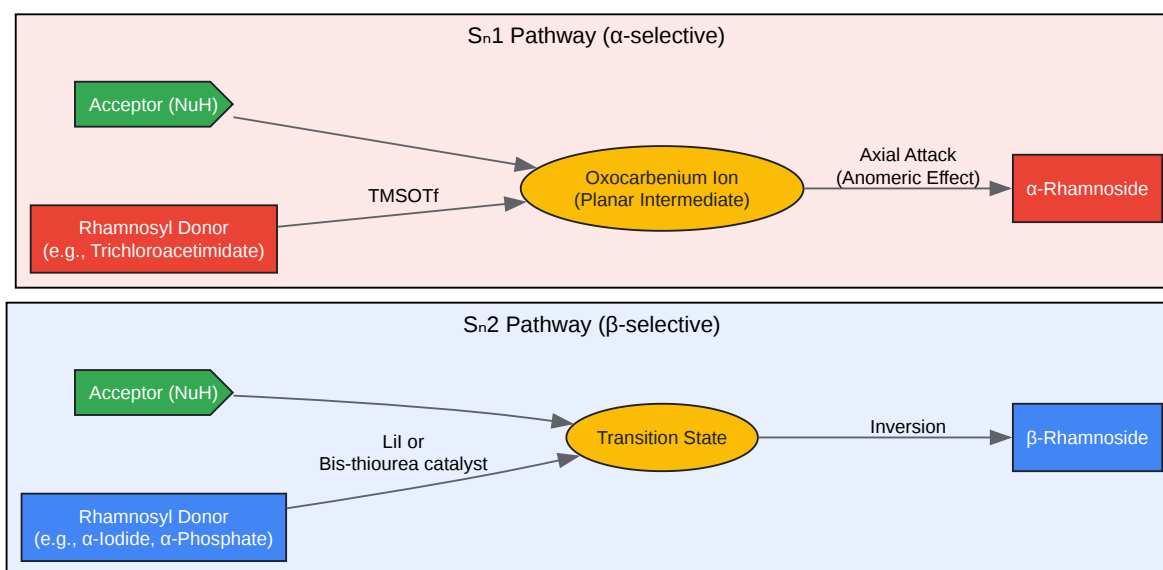 Sₙ1 Pathway (α-selective)
Acceptor (NuH)
Rhamnosyl Donor
(e.g., Trichloroacetimidate)
TMSOTf
Oxocarbenium Ion
(Planar Intermediate)
Axial Attack
(Anomeric Effect)
α-Rhamnoside
Sₙ2 Pathway (β-selective)
Acceptor (NuH)
Rhamnosyl Donor
(e.g., α-Iodide, α-Phosphate)
LiI or
Bis-thiourea catalyst
Transition State
Inversion
β-Rhamnoside